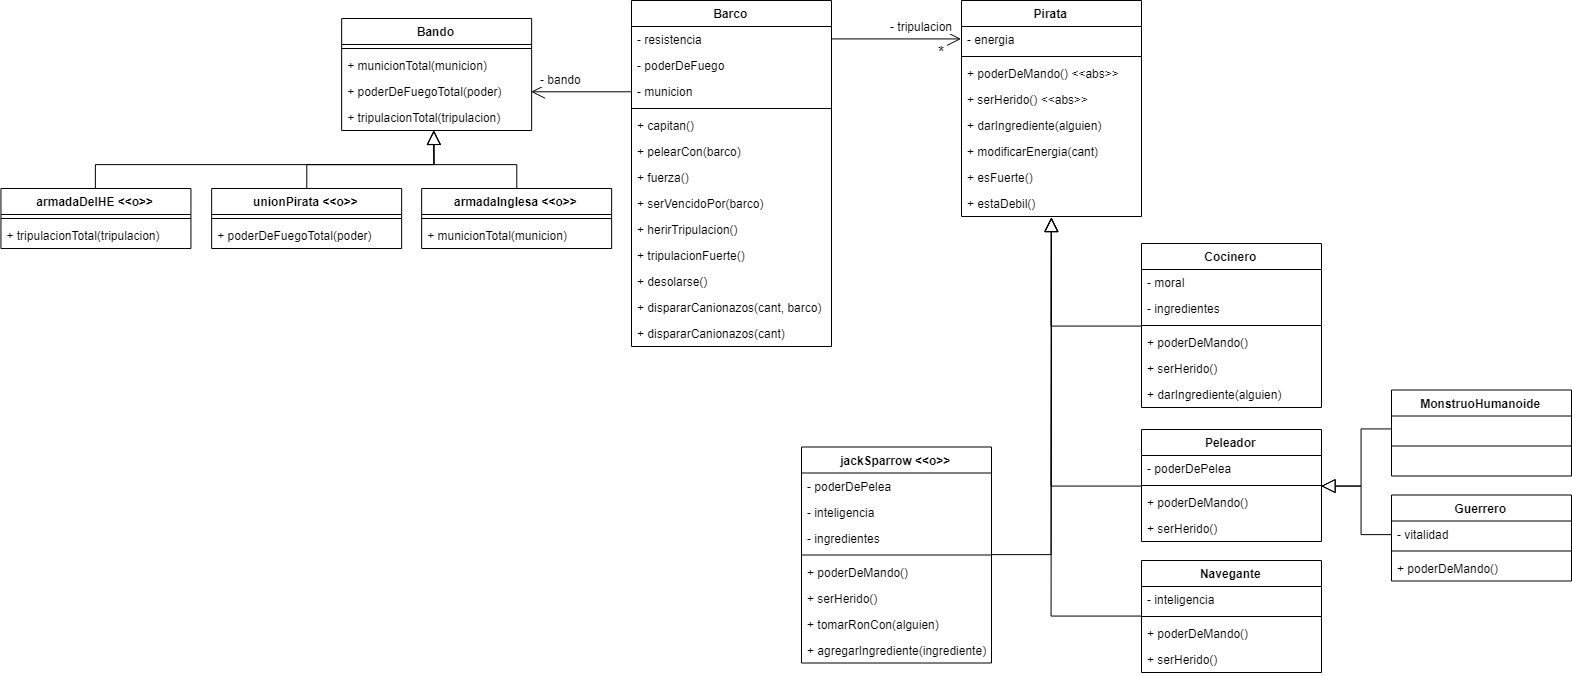 Bando
+ municionTotal(municion)
+ poderDeFuegoTotal(poder)
+ tripulacionTotal(tripulacion)
armadaDelHE <<o>>
+ tripulacionTotal(tripulacion)
unionPirata <<o>>
+ poderDeFuegoTotal(poder)
armadaInglesa <<o>>
+ municionTotal(municion)
- bando
Barco
- resistencia
- poderDeFuego
- municion
+ capitan()
+ pelearCon(barco)
+ fuerza()
+ serVencidoPor(barco)
+ herirTripulacion()
+ tripulacionFuerte()
+ desolarse()
+ dispararCanionazos(cant, barco)
+ dispararCanionazos(cant)
- tripulacion
*
Pirata
- energia
+ poderDeMando() <<abs>>
+ serHerido() <<abs>>
+ darIngrediente(alguien)
+ modificarEnergia(cant)
+ esFuerte()
+ estaDebil()
Cocinero
- moral
- ingredientes
+ poderDeMando()
+ serHerido()
+ darIngrediente(alguien)
Peleador
- poderDePelea
+ poderDeMando()
+ serHerido()
MonstruoHumanoide
Guerrero
- vitalidad
+ poderDeMando()
jackSparrow <<o>>
- poderDePelea
- inteligencia
- ingredientes
+ poderDeMando()
+ serHerido()
+ tomarRonCon(alguien)
+ agregarIngrediente(ingrediente)
Navegante
- inteligencia
+ poderDeMando()
+ serHerido()